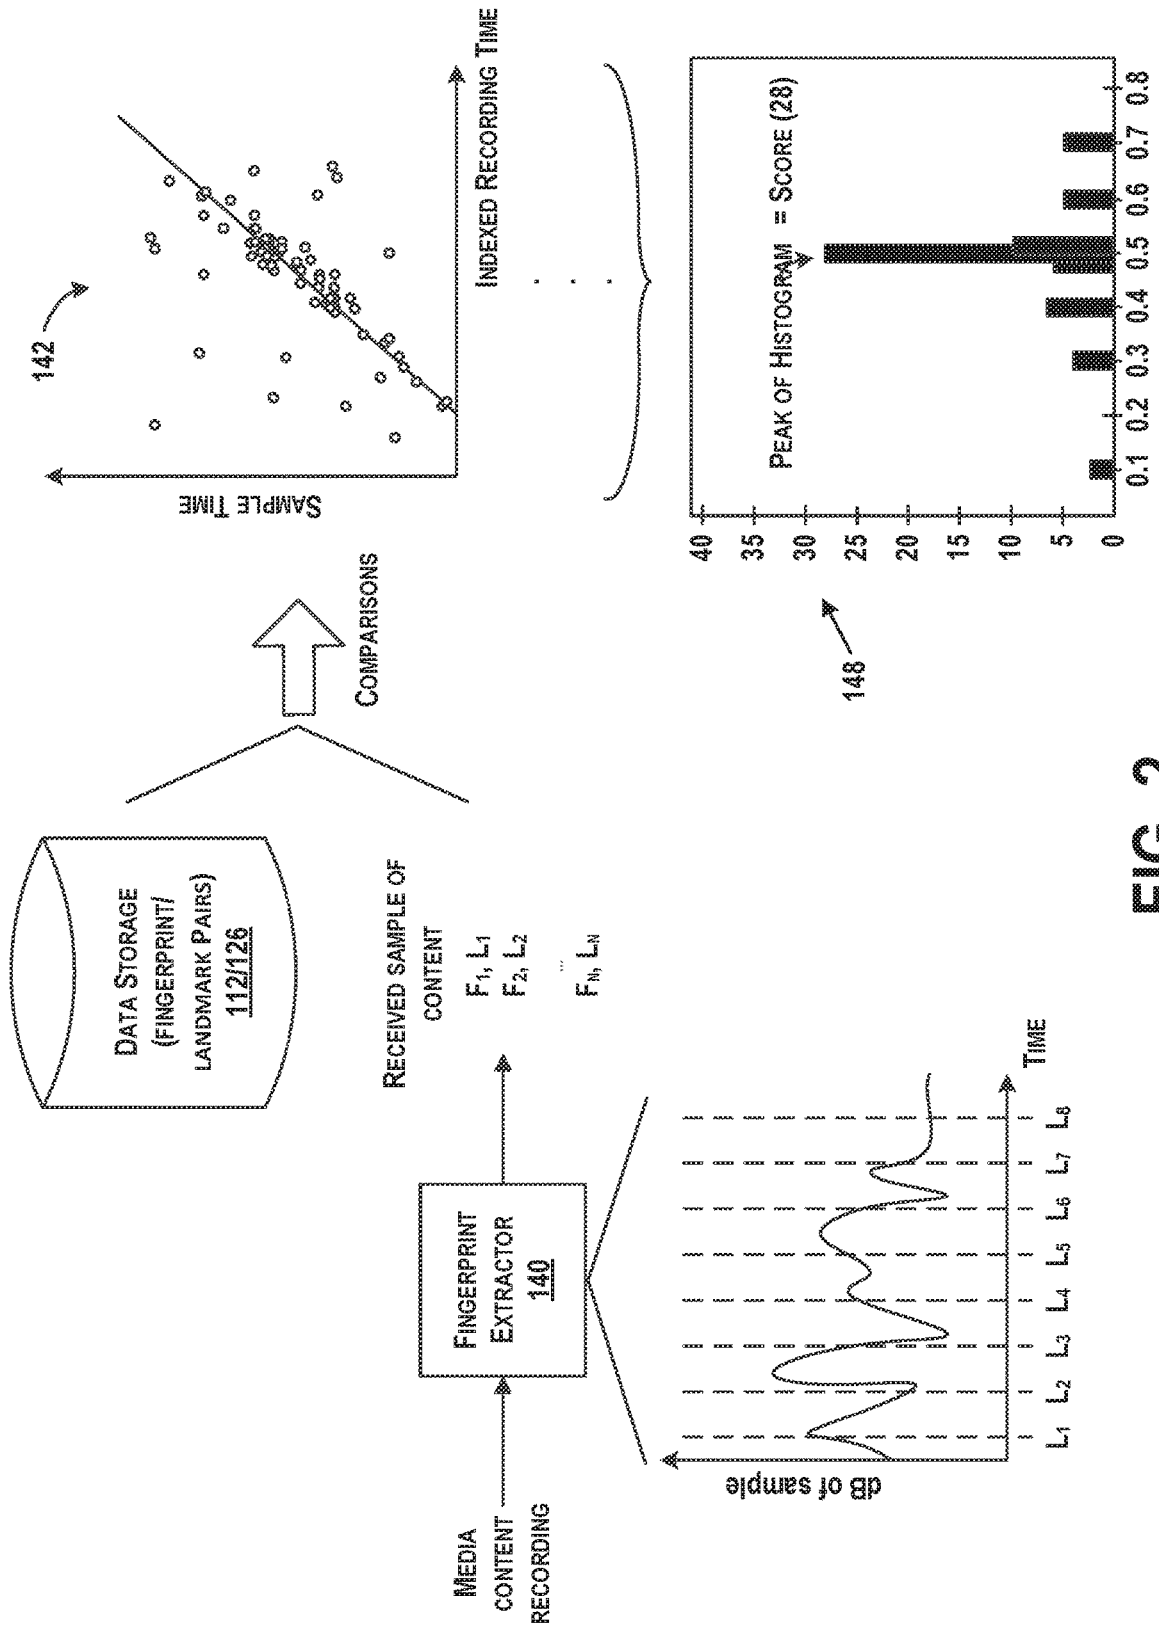 MEDIA
CONTENT
RECORDING
FINGERPRINT
EXTRACTOR
140
dB of sample
L1 L2 L3 L4 L5 L6 L7 L8
TIME
DATA STORAGE
(FINGERPRINT/
LANDMARK PAIRS)
112/126
RECEIVED SAMPLE OF
CONTENT
F1, L1
F2, L2
...
FN, LN
COMPARISONS
142
SAMPLE TIME
INDEXED RECORDING TIME
. . .
148
PEAK OF HISTOGRAM = SCORE (28)
40
35
30
25
20
15
10
5
0
0.1 0.2 0.3 0.4 0.5 0.6 0.7 0.8
FIG. 2